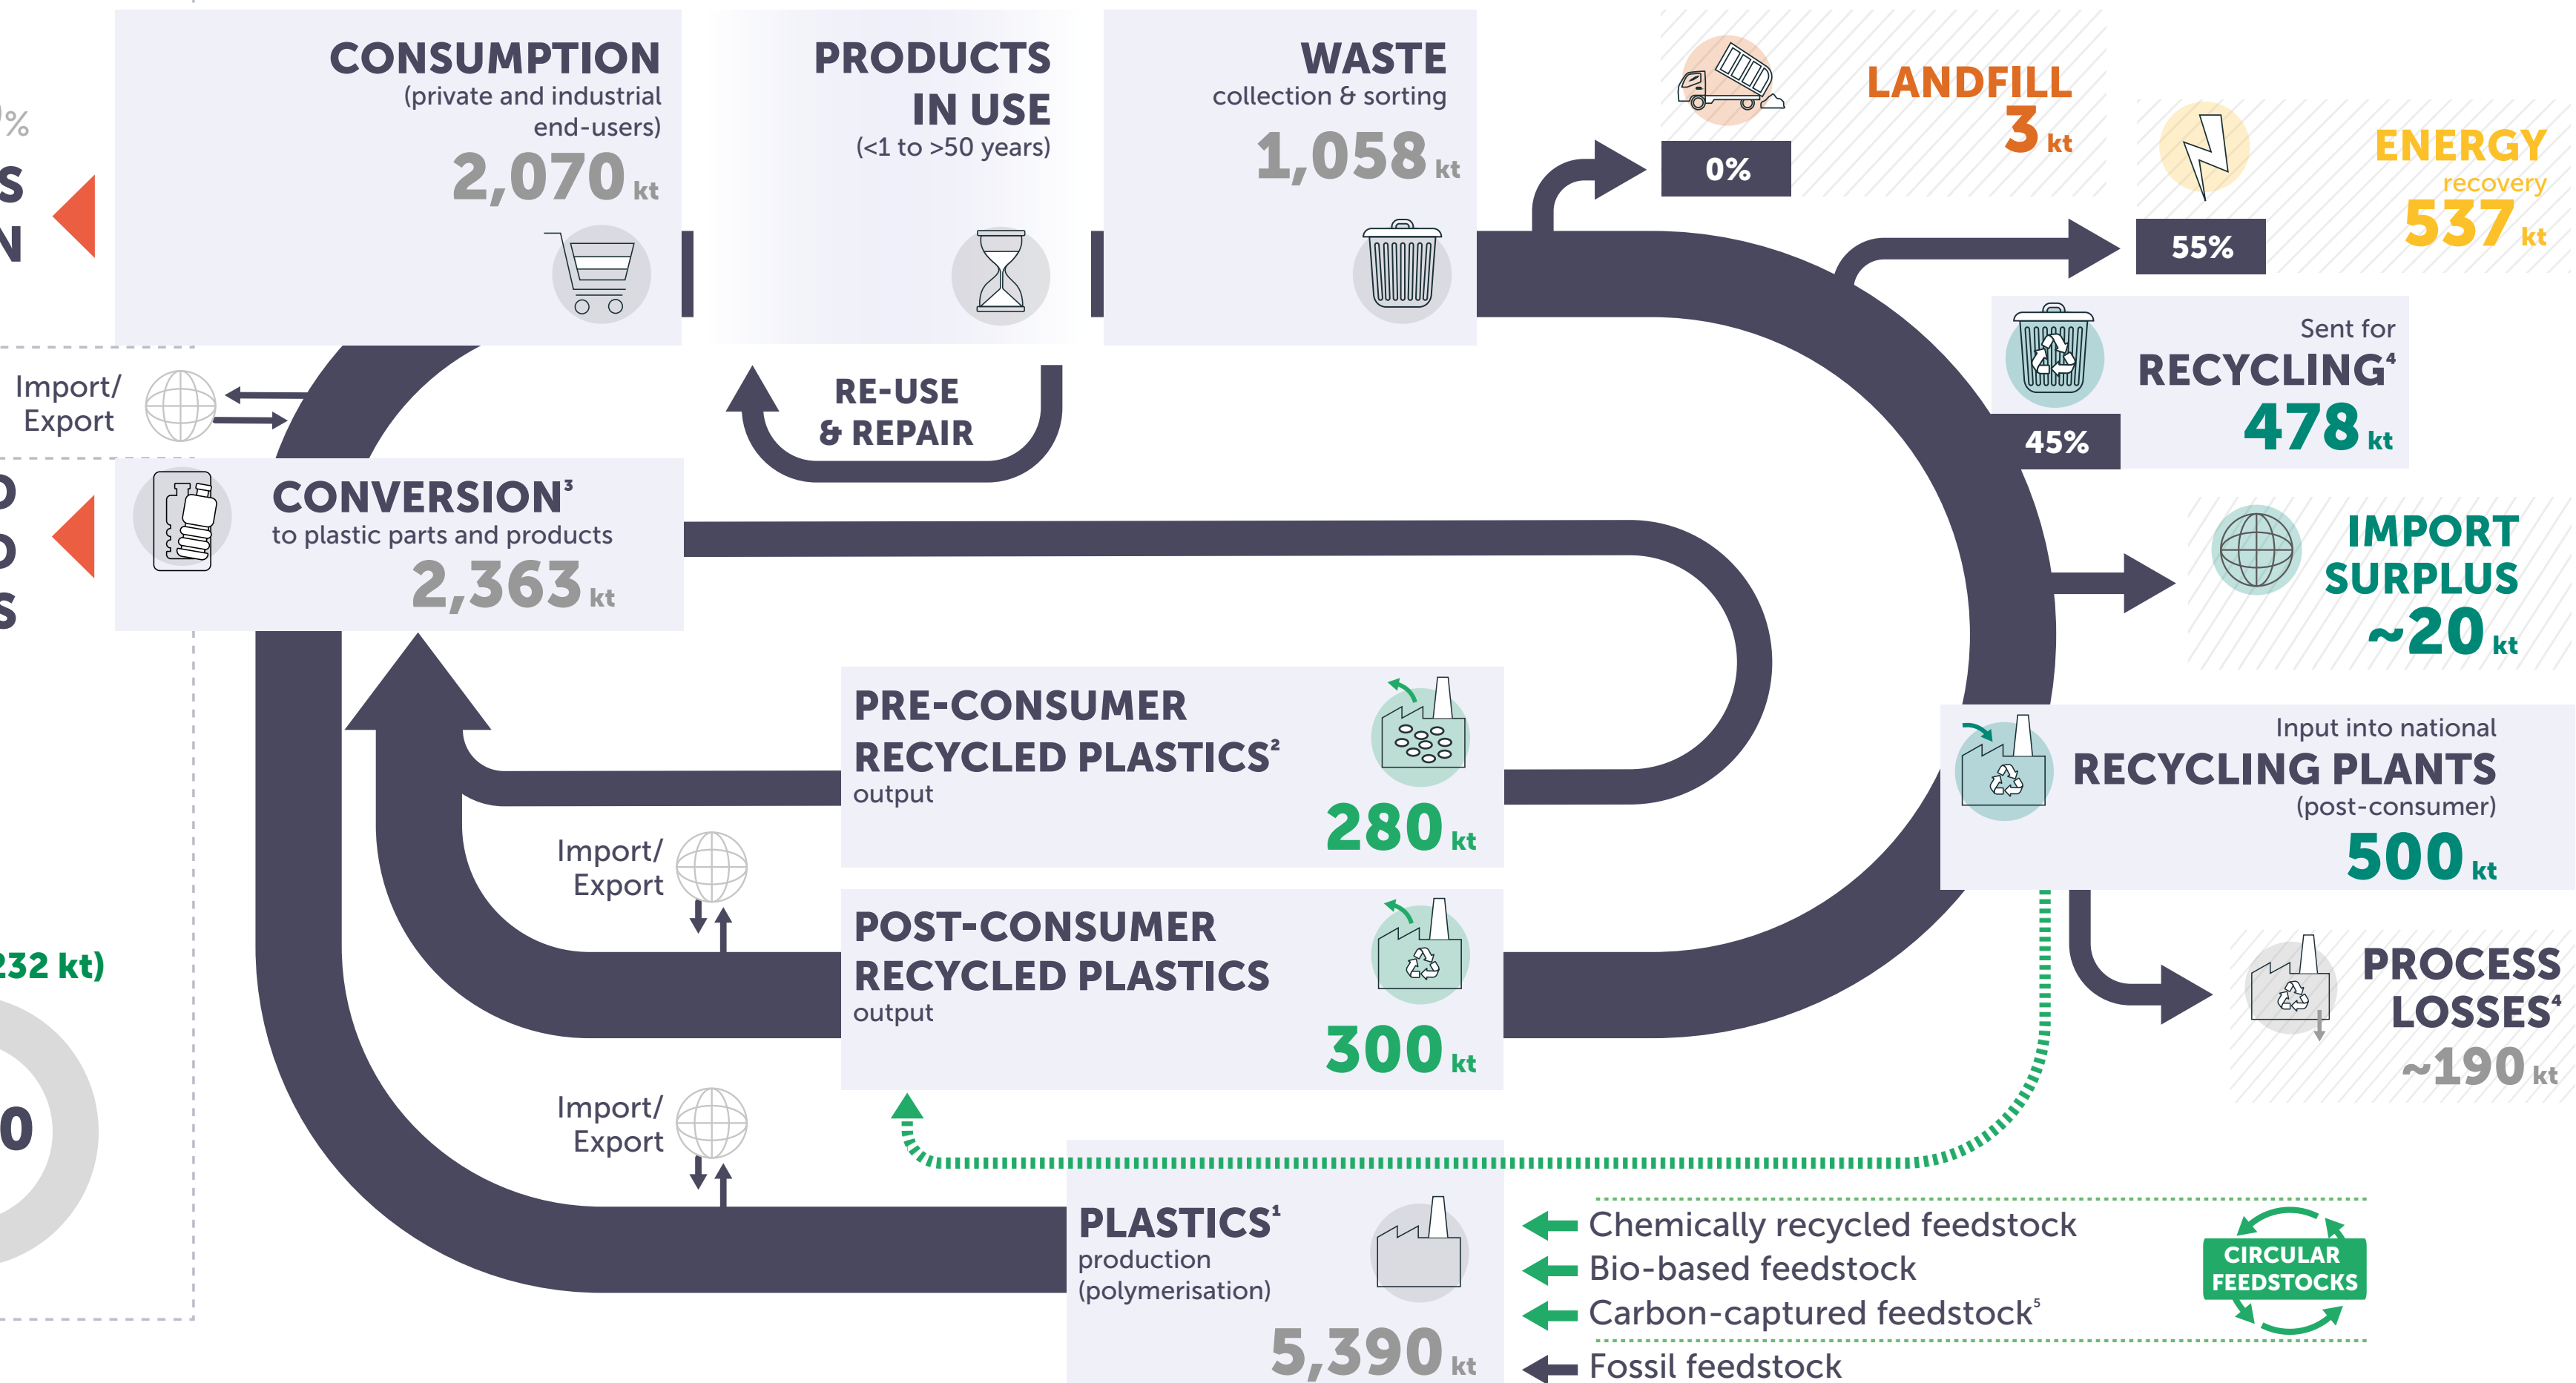 CONSUMPTION
(private and industrial
end-users)
2,070 kt
PRODUCTS
IN USE
(<1 to >50 years)
WASTE
collection & sorting
1,058 kt
LANDFILL
3 kt
0%
ENERGY
recovery
537 kt
55%
Sent for
RECYCLING⁴
478 kt
45%
%
S
N
Import/
Export
RE-USE
& REPAIR
D
D
S
CONVERSION³
to plastic parts and products
2,363 kt
IMPORT
SURPLUS
~20 kt
PRE-CONSUMER
RECYCLED PLASTICS²
output
280 kt
Input into national
RECYCLING PLANTS
(post-consumer)
500 kt
Import/
Export
POST-CONSUMER
RECYCLED PLASTICS
output
300 kt
PROCESS
LOSSES⁴
~190 kt
232 kt)
0
Import/
Export
PLASTICS¹
production
(polymerisation)
5,390 kt
Chemically recycled feedstock
Bio-based feedstock
Carbon-captured feedstock⁵
Fossil feedstock
CIRCULAR
FEEDSTOCKS